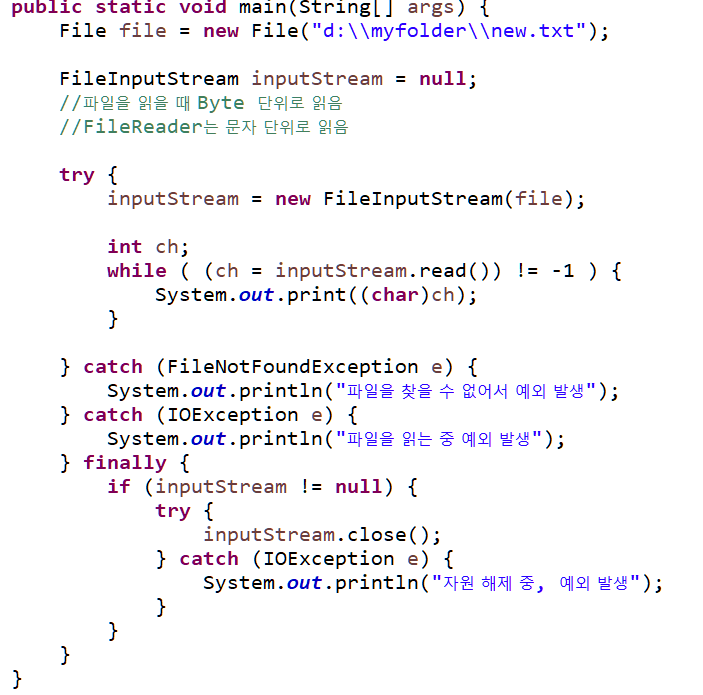 public static void main(String[] args) {
File file = new File("d:\\myfolder\\new.txt");
FileInputStream inputStream = null;
//파일을 읽을 때 Byte 단위로 읽음
//FileReader는 문자 단위로 읽음
try {
inputStream = new FileInputStream(file);
int ch;
while ( (ch = inputStream.read()) != -1 ) {
System.out.print((char)ch);
}
} catch (FileNotFoundException e) {
System.out.println("파일을 찾을 수 없어서 예외 발생");
} catch (IOException e) {
System.out.println("파일을 읽는 중 예외 발생");
} finally {
if (inputStream != null) {
try {
inputStream.close();
} catch (IOException e) {
System.out.println("자원 해제 중, 예외 발생");
}
}
}
}